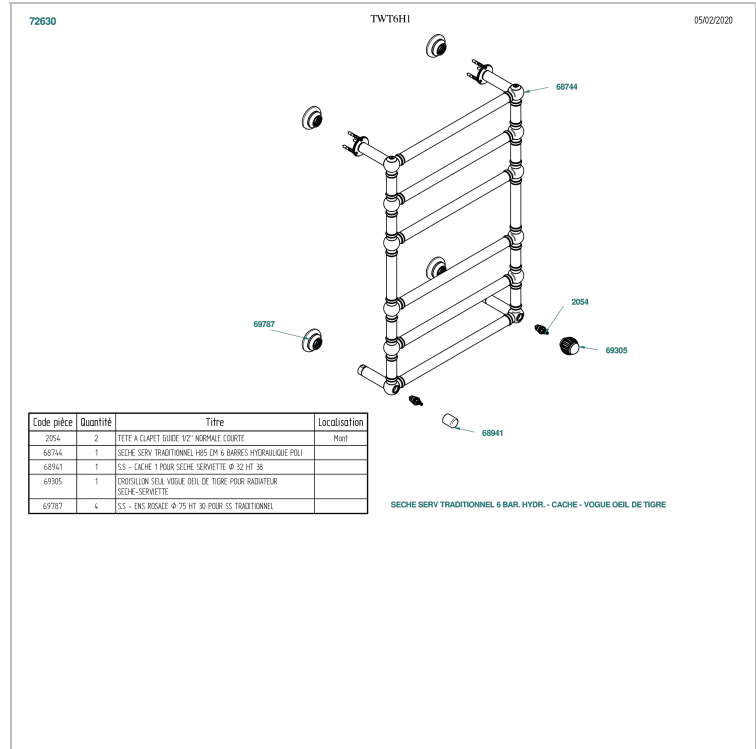 72630
TWT6H1
05/02/2020
68744
2054
69787
69305
68941
Code pièce Quantité Titre Localisation
2054 2 TETE A CLAPET GUIDE 1/2" NORMALE COURTE Mont
68744 1 SECHE SERV TRADITIONNEL H85 CM 6 BARRES HYDRAULIQUE POLI
68941 1 S.S - CACHE 1 POUR SECHE SERVIETTE Φ 32 HT 38
69305 1 CROISILLON SEUL VOGUE OEIL DE TIGRE POUR RADIATEUR
SECHE-SERVIETTE
69787 4 S.S - ENS ROSACE Φ 75 HT 30 POUR SS TRADITIONNEL
SECHE SERV TRADITIONNEL 6 BAR. HYDR. - CACHE - VOGUE OEIL DE TIGRE